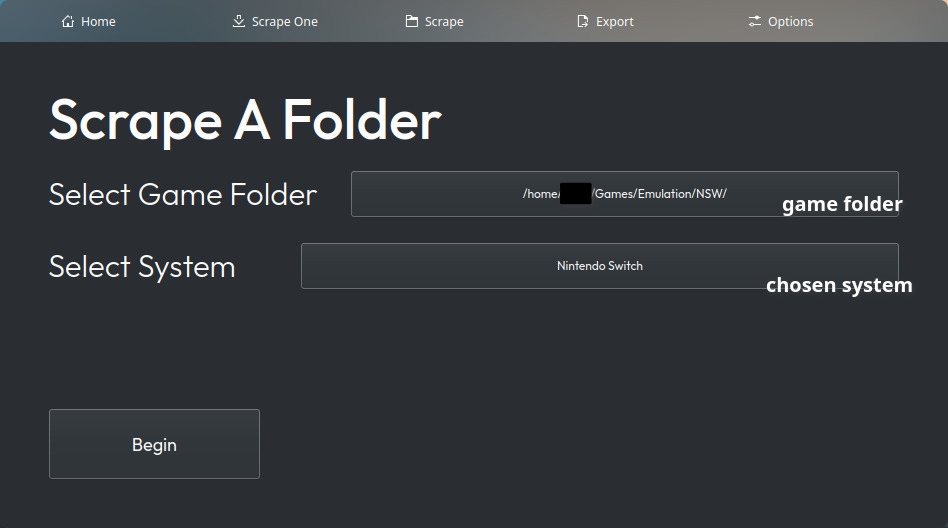 Home
Scrape One
Scrape
Export
Options
Scrape A Folder
Select Game Folder
/home/ /Games/Emulation/NSW/
game folder
Select System
Nintendo Switch
chosen system
Begin